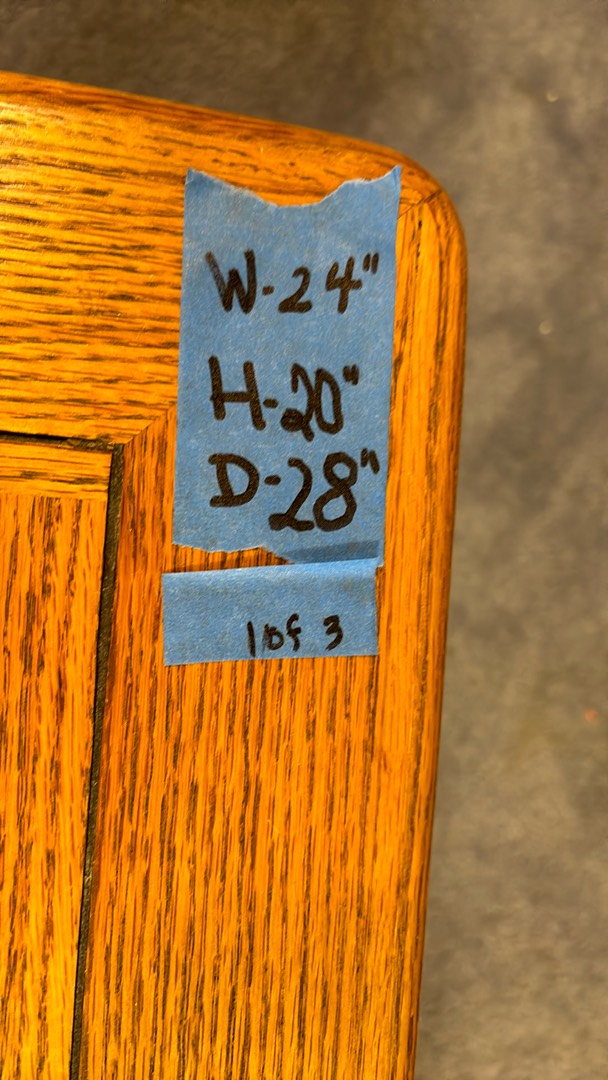 W-24"
H-20"
D-28"
1 of 3